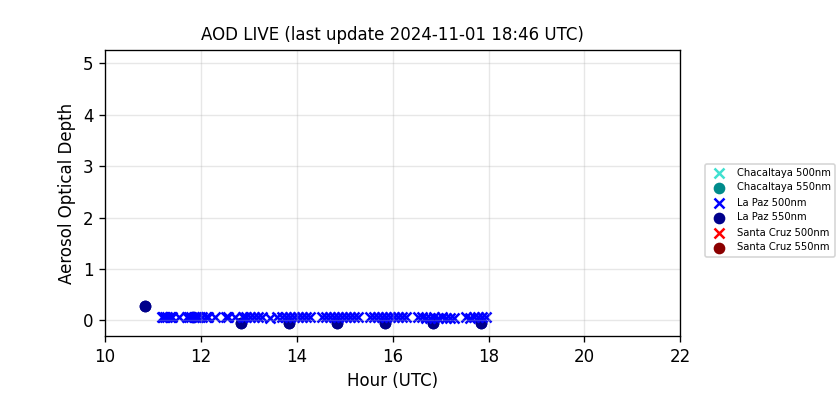 AOD LIVE (last update 2024-11-01 18:46 UTC)
Aerosol Optical Depth
5
4
3
2
1
0
10 12 14 16 18 20 22
Hour (UTC)
Chacaltaya 500nm
Chacaltaya 550nm
La Paz 500nm
La Paz 550nm
Santa Cruz 500nm
Santa Cruz 550nm